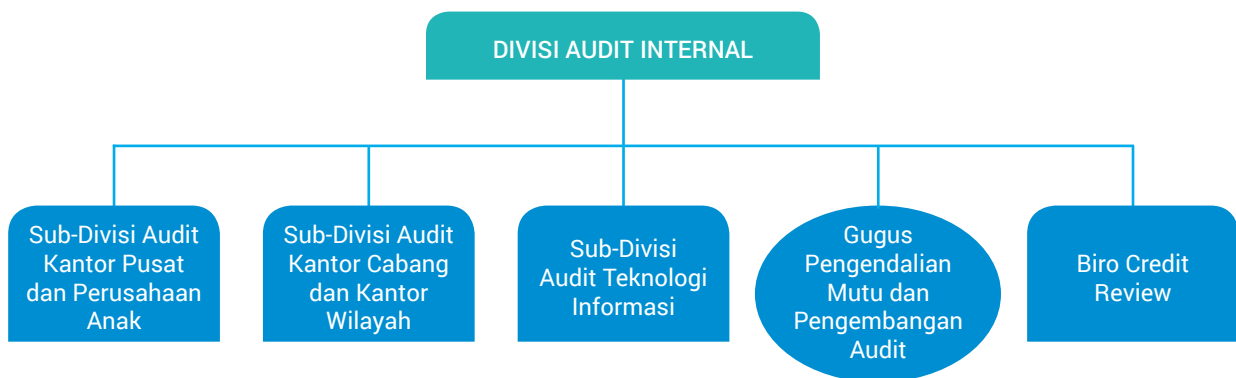 DIVISI AUDIT INTERNAL
Sub-Divisi Audit
Kantor Pusat
dan Perusahaan
Anak
Sub-Divisi Audit
Kantor Cabang
dan Kantor
Wilayah
Sub-Divisi
Audit Teknologi
Informasi
Gugus
Pengendalian
Mutu dan
Pengembangan
Audit
Biro Credit
Review